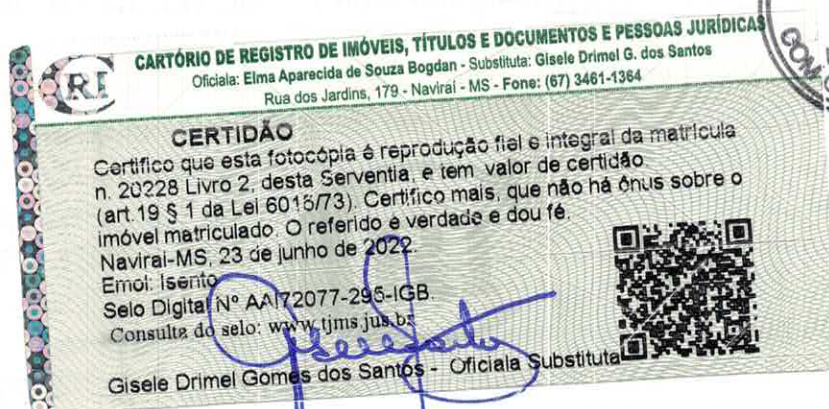 CARTÓRIO DE REGISTRO DE IMÓVEIS, TÍTULOS E DOCUMENTOS E PESSOAS JURÍDICAS
Oficiala: Elma Aparecida de Souza Bogdan - Substituta: Gisele Drimel G. dos Santos
Rua dos Jardins, 179 - Naviraí - MS - Fone: (67) 3461-1364
CRI
CERTIDÃO
Certifico que esta fotocópia é reprodução fiel e integral da matrícula
n. 20228 Livro 2, desta Serventia, e tem valor de certidão.
(art.19 § 1 da Lei 6015/73). Certifico mais, que não há ônus sobre o
imóvel matriculado. O referido é verdade e dou fé.
Naviraí-MS, 23 de junho de 2022.
Emol: Isento
Selo Digital Nº AAI72077-295-IGB.
Consulta do selo: www.tjms.jus.br
Gisele Drimel Gomes dos Santos - Oficiala Substituta